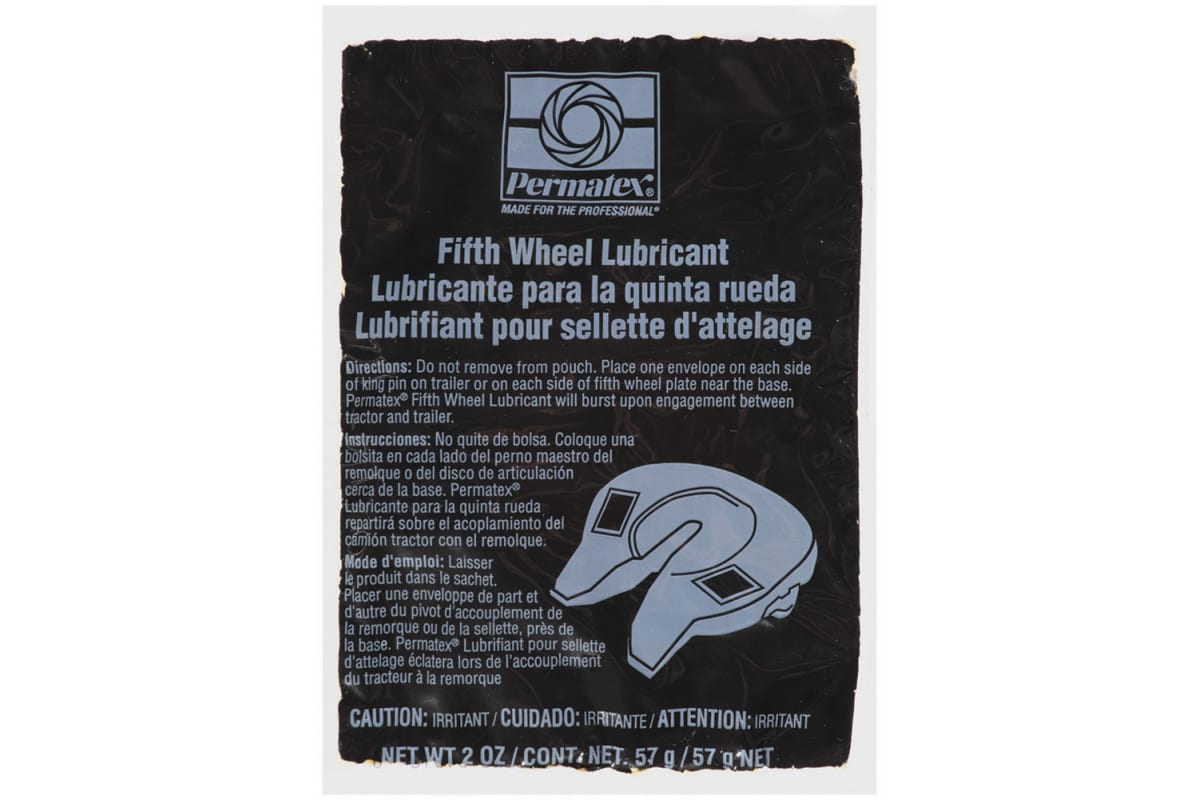 Permatex®
MADE FOR THE PROFESSIONAL®
Fifth Wheel Lubricant
Lubricante para la quinta rueda
Lubrifiant pour sellette d'attelage
Directions: Do not remove from pouch. Place one envelope on each side
of king pin on trailer or on each side of fifth wheel plate near the base.
Permatex® Fifth Wheel Lubricant will burst upon engagement between
tractor and trailer.
Instrucciones: No quite de bolsa. Coloque una
bolsita en cada lado del perno maestro del
remolque o del disco de articulación
cerca de la base. Permatex®
Lubricante para la quinta rueda
repartirá sobre el acoplamiento del
camión tractor con el remolque.
Mode d'emploi: Laisser
le produit dans le sachet.
Placer une enveloppe de part et
d'autre du pivot d'accouplement de
la remorque ou de la sellette, près de
la base. Permatex® Lubrifiant pour sellette
d'attelage éclatera lors de l'accouplement
du tracteur à la remorque
CAUTION: IRRITANT / CUIDADO: IRRITANTE / ATTENTION: IRRITANT
NET WT 2 OZ / CONT. NET. 57 g / 57 g NET